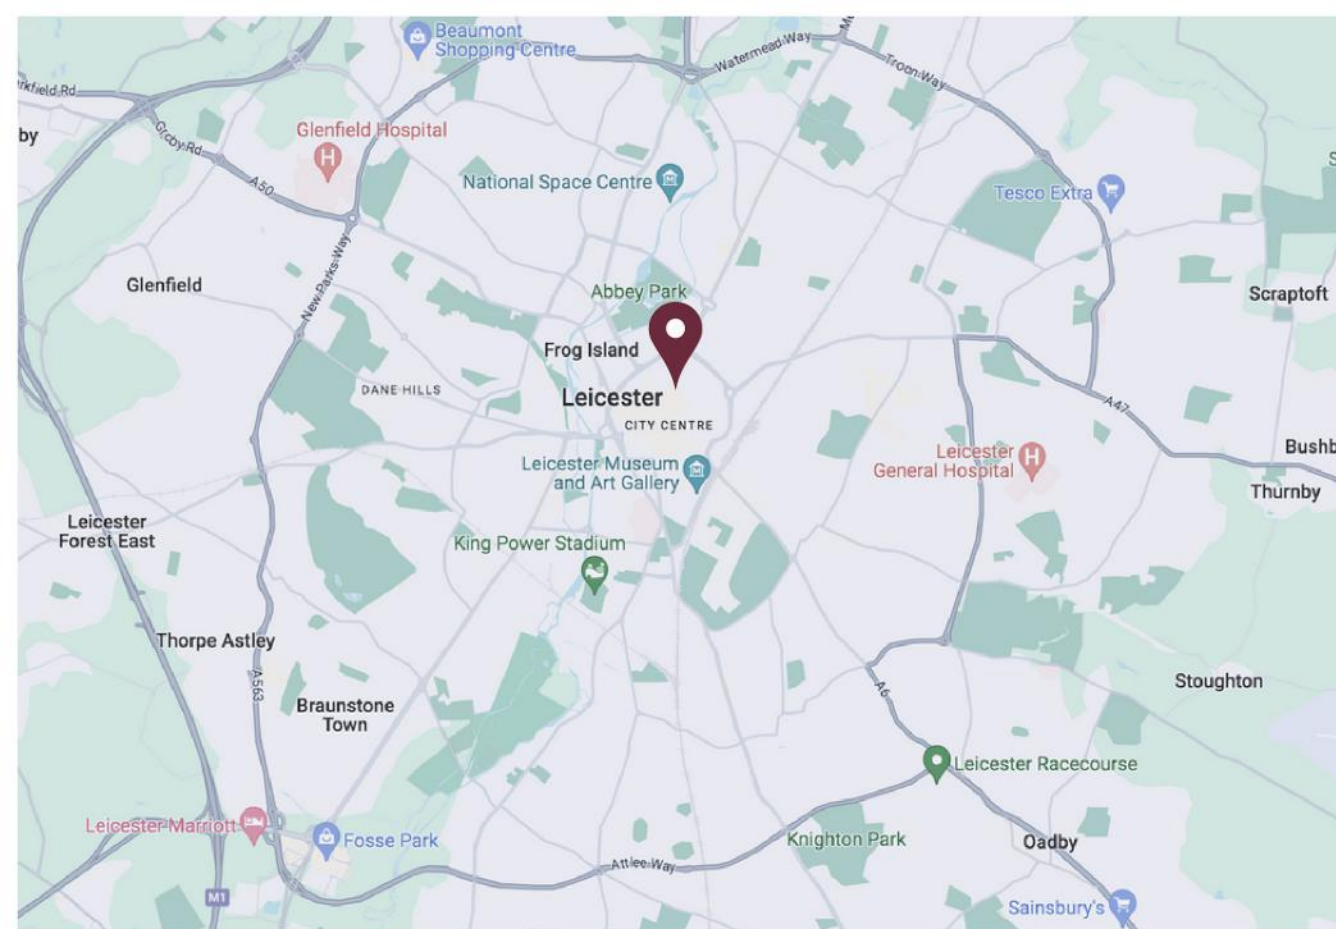 Beaumont
Shopping Centre
Watermead Way
Troon Way
Groby Rd
by
Glenfield Hospital
A50
National Space Centre
Tesco Extra
New Parks Way
Glenfield
Abbey Park
Scraptoft
Frog Island
DANE HILLS
Leicester
CITY CENTRE
A47
Leicester
General Hospital
Bushb
Leicester Museum
and Art Gallery
Thurnby
Leicester
Forest East
King Power Stadium
Thorpe Astley
A563
Braunstone
Town
Stoughton
A6
Leicester Racecourse
Leicester Marriott
Fosse Park
Knighton Park
Oadby
Attlee Way
M1
Sainsbury's